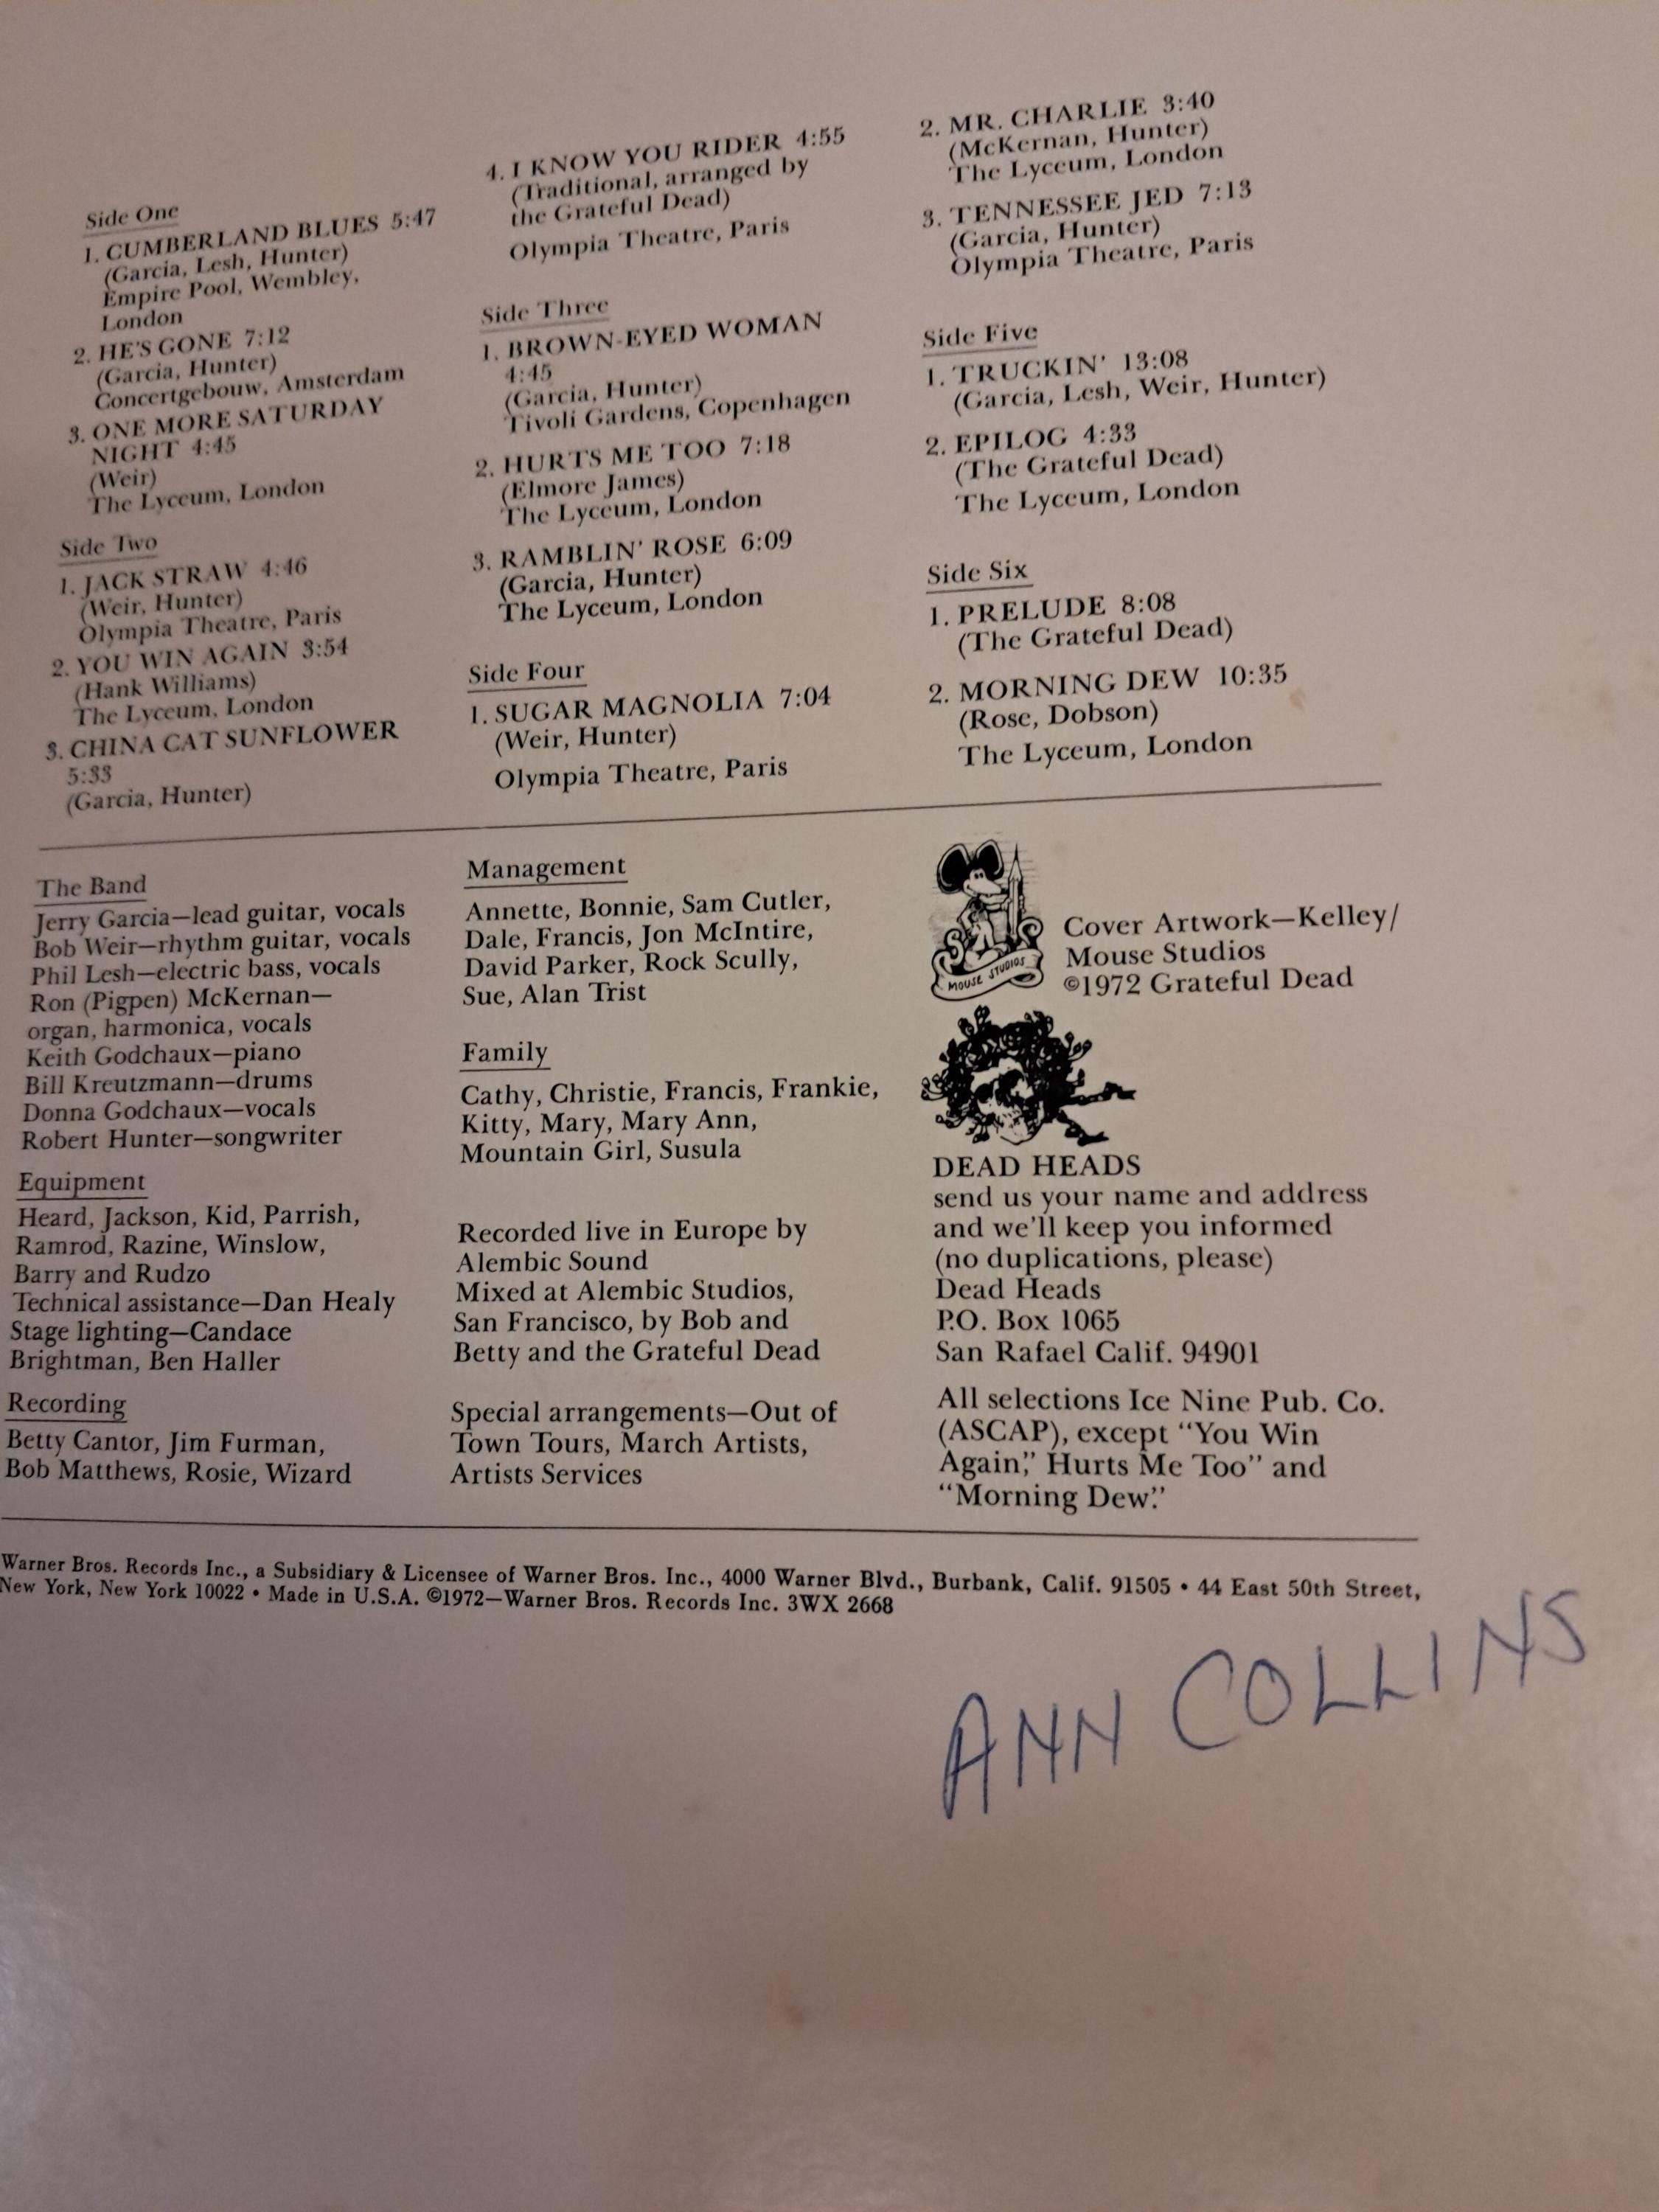 Side One
1. CUMBERLAND BLUES 5:47
(Garcia, Lesh, Hunter)
Empire Pool, Wembley,
London
2. HE'S GONE 7:12
(Garcia, Hunter)
Concertgebouw, Amsterdam
3. ONE MORE SATURDAY
NIGHT 4:45
(Weir)
The Lyceum, London
Side Two
1. JACK STRAW 4:46
(Weir, Hunter)
Olympia Theatre, Paris
2. YOU WIN AGAIN 3:54
(Hank Williams)
The Lyceum, London
3. CHINA CAT SUNFLOWER
5:33
(Garcia, Hunter)
4. I KNOW YOU RIDER 4:55
(Traditional, arranged by
the Grateful Dead)
Olympia Theatre, Paris
Side Three
1. BROWN-EYED WOMAN
4:45
(Garcia, Hunter)
Tivoli Gardens, Copenhagen
2. HURTS ME TOO 7:18
(Elmore James)
The Lyceum, London
3. RAMBLIN' ROSE 6:09
(Garcia, Hunter)
The Lyceum, London
Side Four
1. SUGAR MAGNOLIA 7:04
(Weir, Hunter)
Olympia Theatre, Paris
2. MR. CHARLIE 3:40
(McKernan, Hunter)
The Lyceum, London
3. TENNESSEE JED 7:13
(Garcia, Hunter)
Olympia Theatre, Paris
Side Five
1. TRUCKIN' 13:08
(Garcia, Lesh, Weir, Hunter)
2. EPILOG 4:33
(The Grateful Dead)
The Lyceum, London
Side Six
1. PRELUDE 8:08
(The Grateful Dead)
2. MORNING DEW 10:35
(Rose, Dobson)
The Lyceum, London
The Band
Jerry Garcia—lead guitar, vocals
Bob Weir—rhythm guitar, vocals
Phil Lesh—electric bass, vocals
Ron (Pigpen) McKernan—
organ, harmonica, vocals
Keith Godchaux—piano
Bill Kreutzmann—drums
Donna Godchaux—vocals
Robert Hunter—songwriter
Equipment
Heard, Jackson, Kid, Parrish,
Ramrod, Razine, Winslow,
Barry and Rudzo
Technical assistance—Dan Healy
Stage lighting—Candace
Brightman, Ben Haller
Recording
Betty Cantor, Jim Furman,
Bob Matthews, Rosie, Wizard
Management
Annette, Bonnie, Sam Cutler,
Dale, Francis, Jon McIntire,
David Parker, Rock Scully,
Sue, Alan Trist
Family
Cathy, Christie, Francis, Frankie,
Kitty, Mary, Mary Ann,
Mountain Girl, Susula
Recorded live in Europe by
Alembic Sound
Mixed at Alembic Studios,
San Francisco, by Bob and
Betty and the Grateful Dead
Special arrangements—Out of
Town Tours, March Artists,
Artists Services
MOUSE STUDIOS
Cover Artwork—Kelley/
Mouse Studios
©1972 Grateful Dead
DEAD HEADS
send us your name and address
and we'll keep you informed
(no duplications, please)
Dead Heads
P.O. Box 1065
San Rafael Calif. 94901
All selections Ice Nine Pub. Co.
(ASCAP), except "You Win
Again," Hurts Me Too" and
"Morning Dew."
Warner Bros. Records Inc., a Subsidiary & Licensee of Warner Bros. Inc., 4000 Warner Blvd., Burbank, Calif. 91505 • 44 East 50th Street,
New York, New York 10022 • Made in U.S.A. ©1972—Warner Bros. Records Inc. 3WX 2668
ANN COLLINS